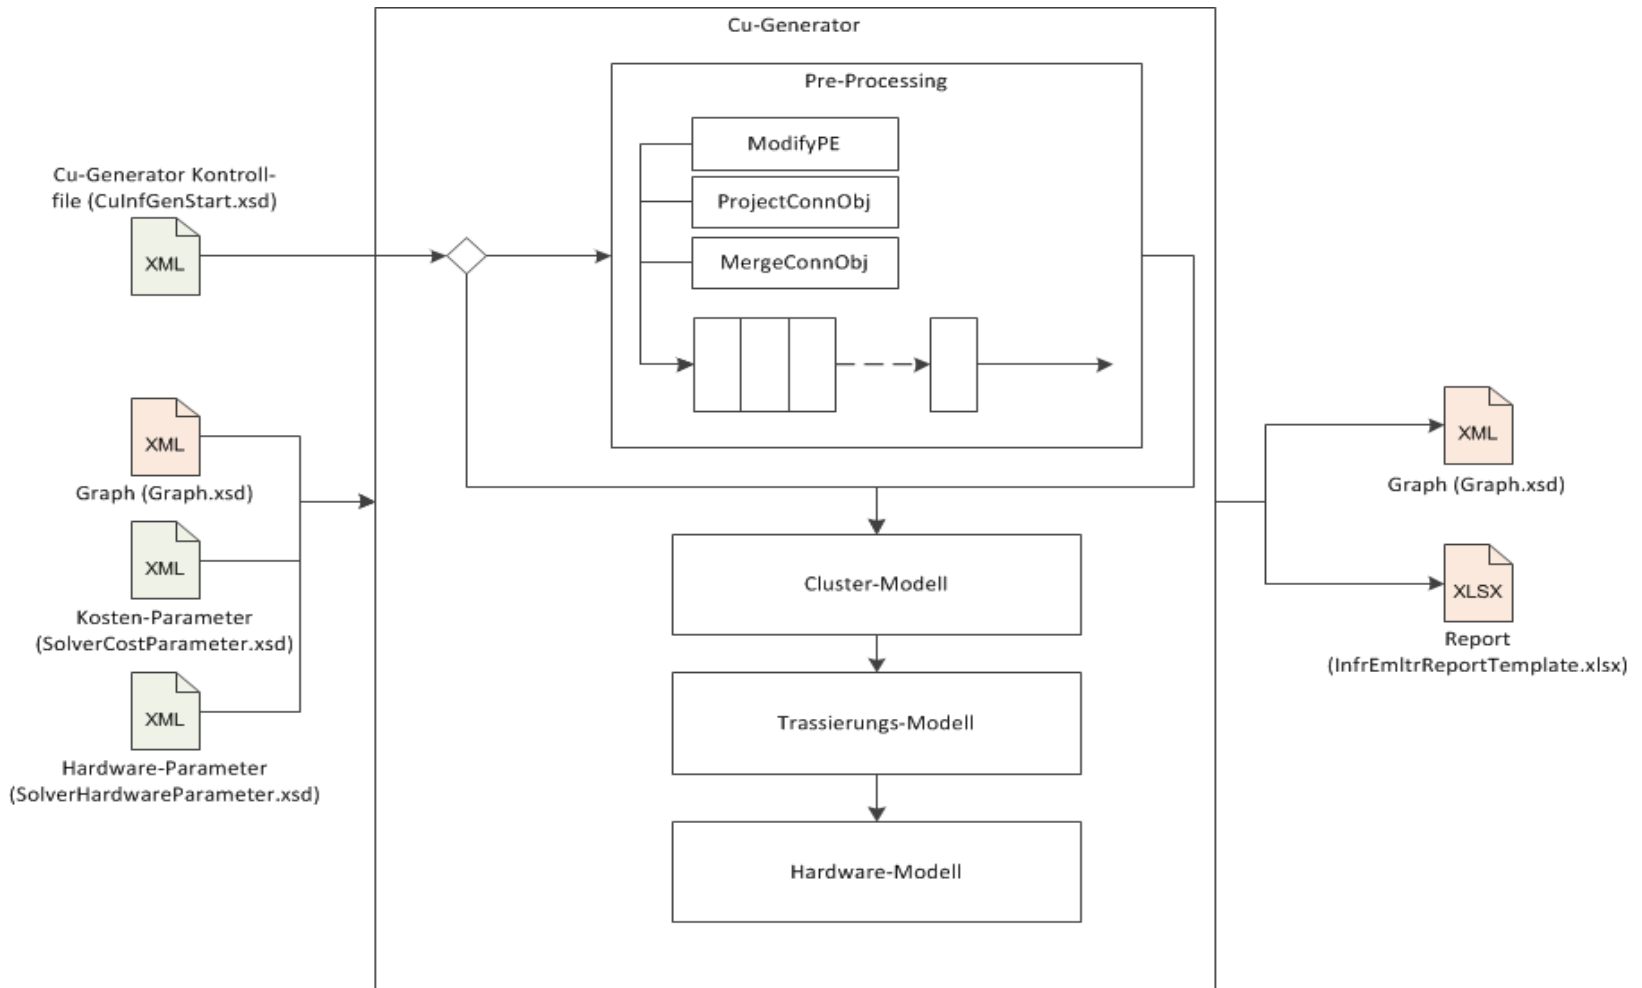 Cu-Generator
Pre-Processing
ModifyPE
ProjectConnObj
MergeConnObj
Cu-Generator Kontroll-
file (CuInfGenStart.xsd)
XML
XML
Graph (Graph.xsd)
XML
Kosten-Parameter
(SolverCostParameter.xsd)
XML
Hardware-Parameter
(SolverHardwareParameter.xsd)
Cluster-Modell
Trassierungs-Modell
Hardware-Modell
XML
Graph (Graph.xsd)
XLSX
Report
(InfrEmltrReportTemplate.xlsx)